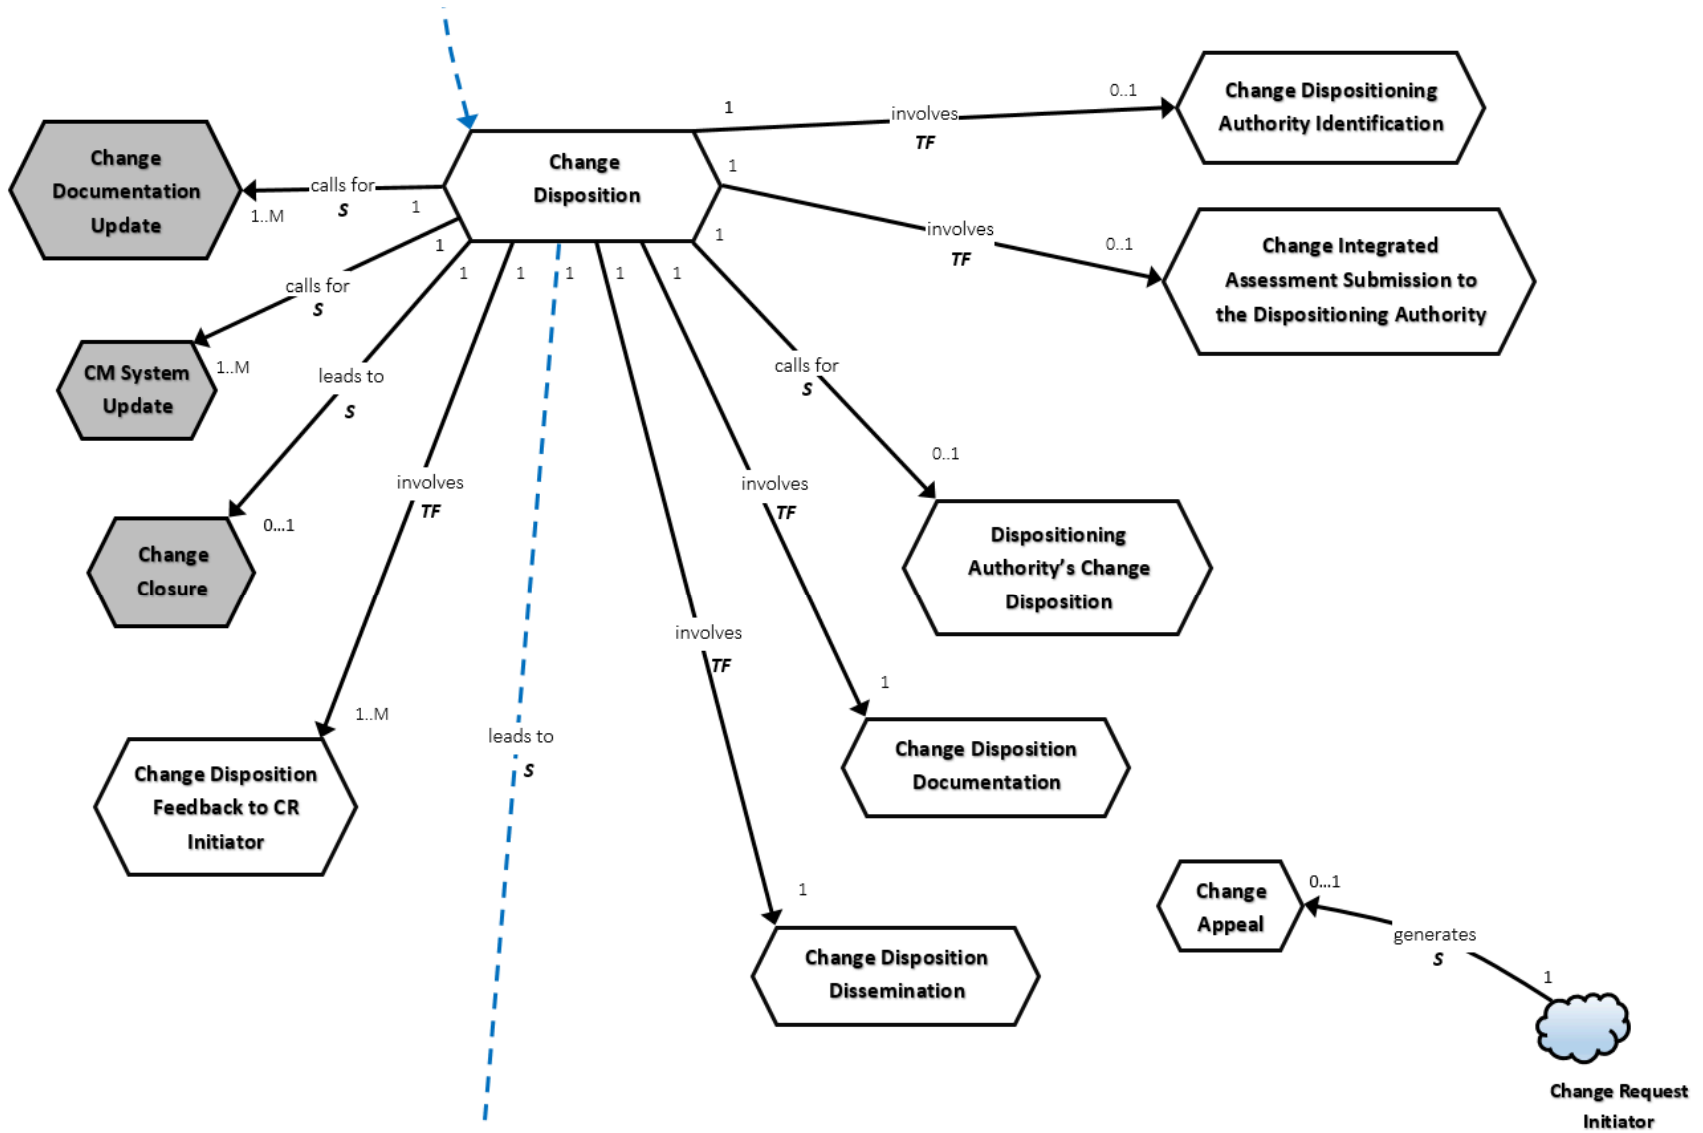 1
involves
TF
0..1
Change Dispositioning
Authority Identification
Change
Disposition
Change
Documentation
Update
calls for
S
1..M
1
1
involves
TF
0..1
Change Integrated
Assessment Submission to
the Dispositioning Authority
1
calls for
S
1..M
CM System
Update
1
leads to
S
0...1
Change
Closure
1
involves
TF
1..M
Change Disposition
Feedback to CR
Initiator
1
leads to
S
1
involves
TF
1
Change Disposition
Dissemination
1
involves
TF
1
Change Disposition
Documentation
1
calls for
S
0..1
Dispositioning
Authority's Change
Disposition
Change
Appeal
0...1
generates
S
1
Change Request
Initiator